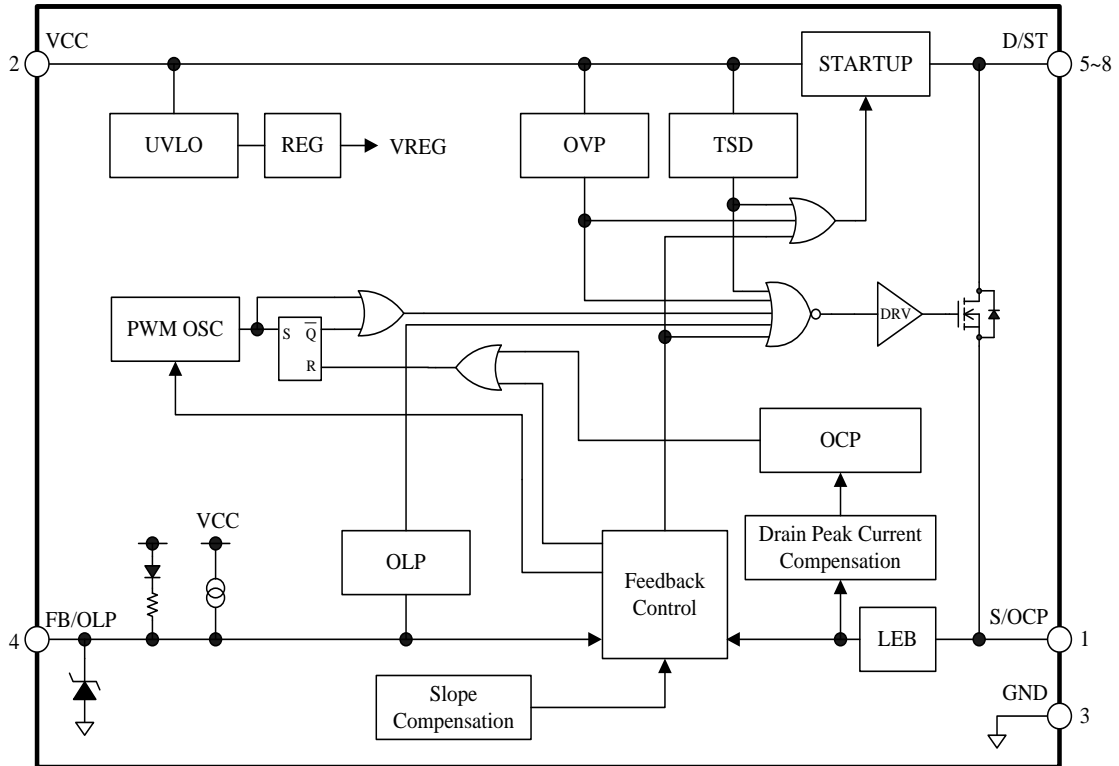 VCC
D/ST
2
5~8
STARTUP
UVLO
REG
VREG
OVP
TSD
PWM OSC
S Q
R
DRV
OCP
VCC
OLP
Feedback
Control
Drain Peak Current
Compensation
FB/OLP
S/OCP
4
LEB
1
Slope
Compensation
GND
3